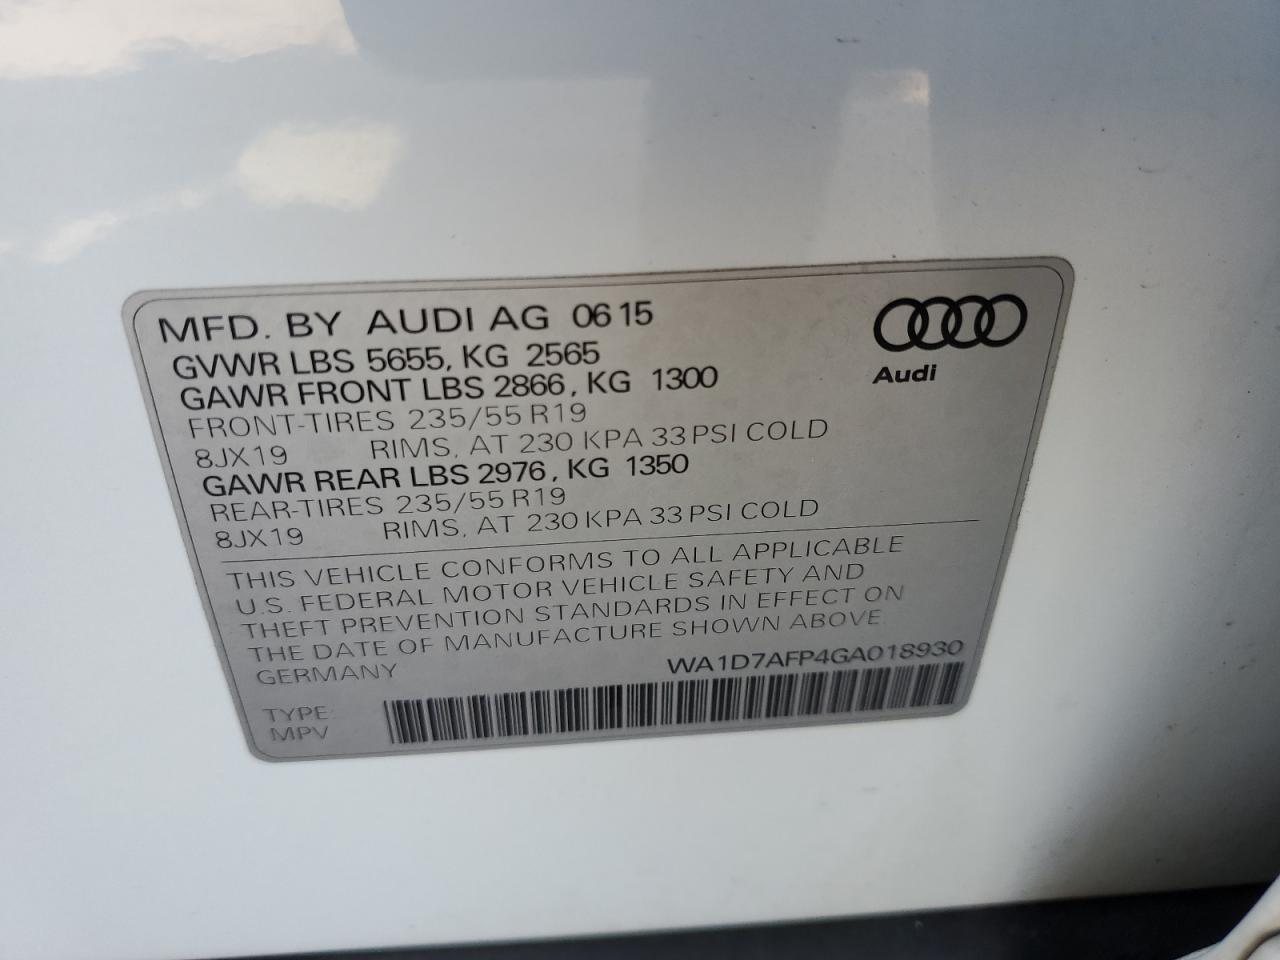 MFD. BY AUDI AG 0615
GVWR LBS 5655, KG 2565
GAWR FRONT LBS 2866, KG 1300
FRONT-TIRES 235/55 R19
8JX19 RIMS, AT 230 KPA 33 PSI COLD
GAWR REAR LBS 2976, KG 1350
REAR-TIRES 235/55 R19
8JX19 RIMS, AT 230 KPA 33 PSI COLD
Audi
THIS VEHICLE CONFORMS TO ALL APPLICABLE
U.S. FEDERAL MOTOR VEHICLE SAFETY AND
THEFT PREVENTION STANDARDS IN EFFECT ON
THE DATE OF MANUFACTURE SHOWN ABOVE
GERMANY WA1D7AFP4GA018930
TYPE:
MPV